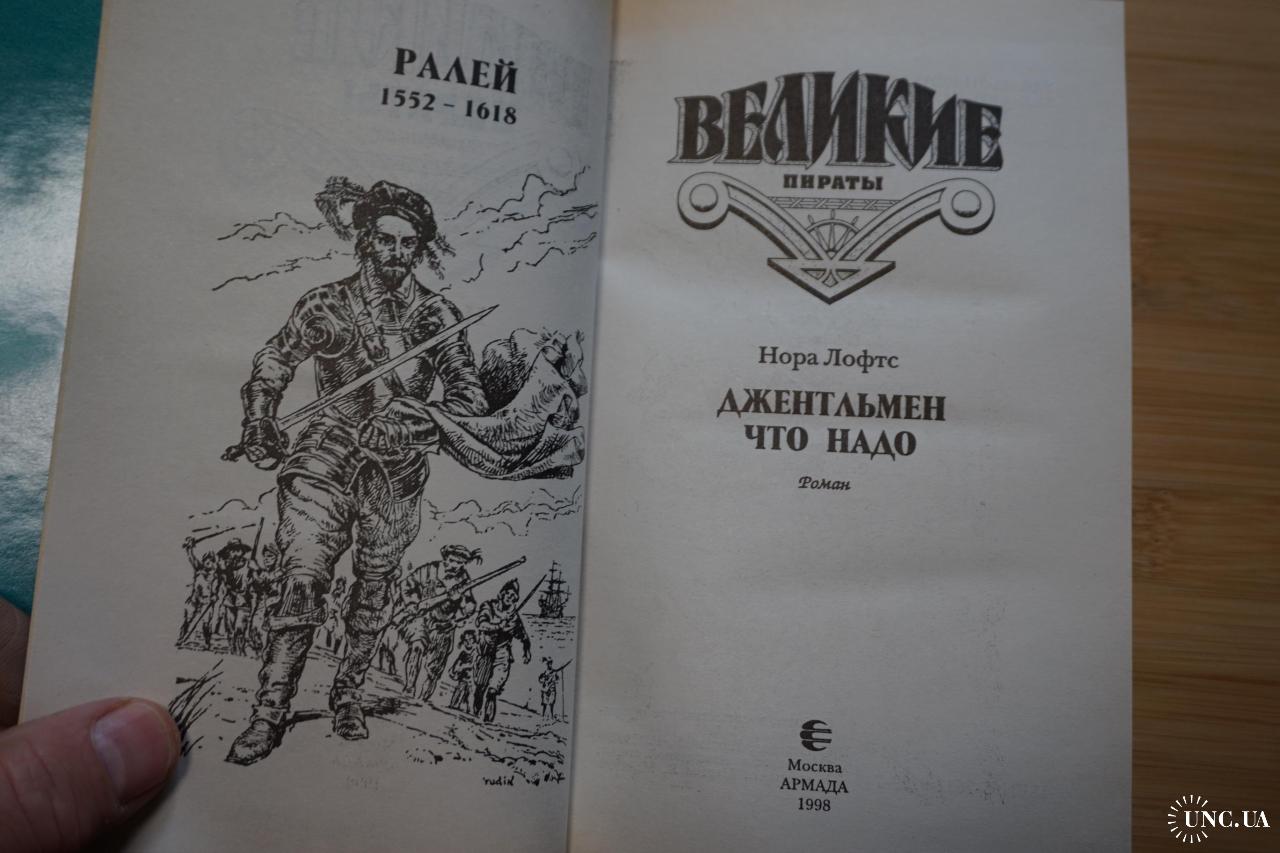 РАЛЕЙ
1552 – 1618
ВЕЛИКИЕ
ПИРАТЫ
Нора Лофтс
ДЖЕНТЛЬМЕН
ЧТО НАДО
Роман
Москва
АРМАДА
1998
UNC.UA